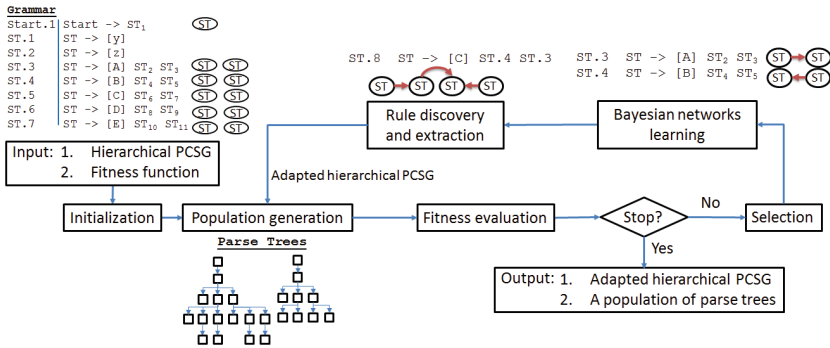 Grammar
Start.1 Start -> ST1 ST
ST.1 ST -> [y]
ST.2 ST -> [z]
ST.3 ST -> [A] ST2 ST3 ST ST
ST.4 ST -> [B] ST4 ST5 ST ST
ST.5 ST -> [C] ST6 ST7 ST ST
ST.6 ST -> [D] ST8 ST9 ST ST
ST.7 ST -> [E] ST10 ST11 ST ST
ST.8 ST -> [C] ST.4 ST.3
ST ST ST ST
ST.3 ST -> [A] ST2 ST3 ST ST
ST.4 ST -> [B] ST4 ST5 ST ST
Input: 1. Hierarchical PCSG
2. Fitness function
Rule discovery
and extraction
Bayesian networks
learning
Adapted hierarchical PCSG
Initialization
Population generation
Fitness evaluation
Stop?
No
Selection
Yes
Parse Trees
Output: 1. Adapted hierarchical PCSG
2. A population of parse trees